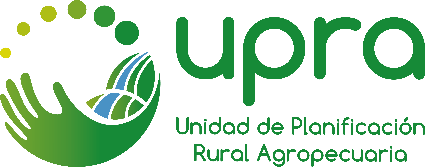 upra
Unidad de Planificación
Rural Agropecuaria